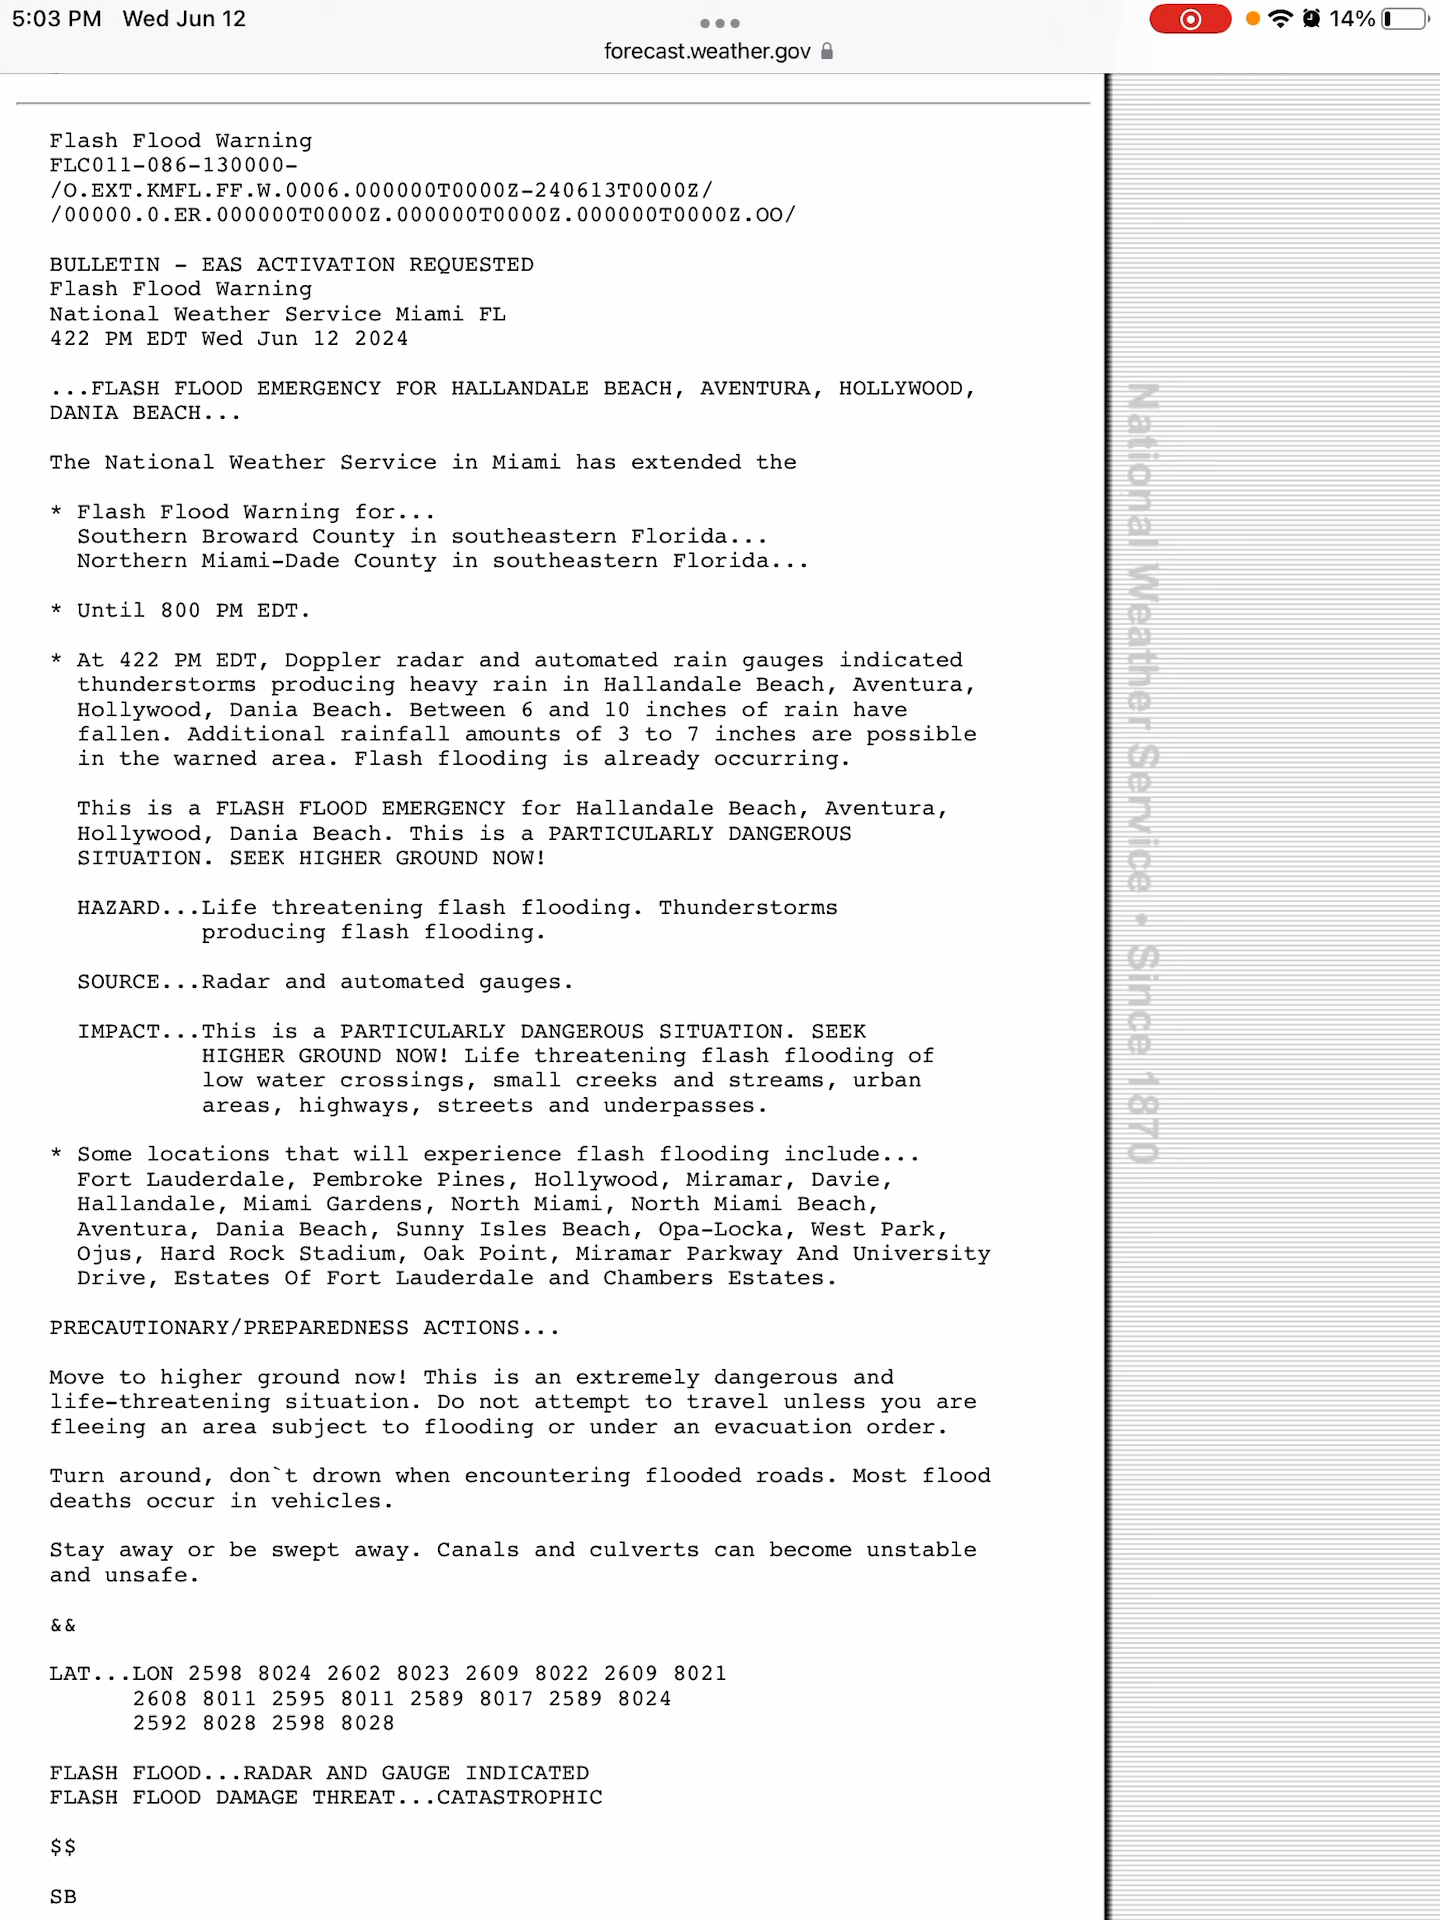 5:03 PM Wed Jun 12
14%
forecast.weather.gov
Flash Flood Warning
FLC011-086-130000-
/O.EXT.KMFL.FF.W.0006.000000T0000Z-240613T0000Z/
/00000.0.ER.000000T0000Z.000000T0000Z.000000T0000Z.OO/
BULLETIN - EAS ACTIVATION REQUESTED
Flash Flood Warning
National Weather Service Miami FL
422 PM EDT Wed Jun 12 2024
...FLASH FLOOD EMERGENCY FOR HALLANDALE BEACH, AVENTURA, HOLLYWOOD,
DANIA BEACH...
The National Weather Service in Miami has extended the
* Flash Flood Warning for...
Southern Broward County in southeastern Florida...
Northern Miami-Dade County in southeastern Florida...
* Until 800 PM EDT.
* At 422 PM EDT, Doppler radar and automated rain gauges indicated
thunderstorms producing heavy rain in Hallandale Beach, Aventura,
Hollywood, Dania Beach. Between 6 and 10 inches of rain have
fallen. Additional rainfall amounts of 3 to 7 inches are possible
in the warned area. Flash flooding is already occurring.
This is a FLASH FLOOD EMERGENCY for Hallandale Beach, Aventura,
Hollywood, Dania Beach. This is a PARTICULARLY DANGEROUS
SITUATION. SEEK HIGHER GROUND NOW!
HAZARD...Life threatening flash flooding. Thunderstorms
producing flash flooding.
SOURCE...Radar and automated gauges.
IMPACT...This is a PARTICULARLY DANGEROUS SITUATION. SEEK
HIGHER GROUND NOW! Life threatening flash flooding of
low water crossings, small creeks and streams, urban
areas, highways, streets and underpasses.
* Some locations that will experience flash flooding include...
Fort Lauderdale, Pembroke Pines, Hollywood, Miramar, Davie,
Hallandale, Miami Gardens, North Miami, North Miami Beach,
Aventura, Dania Beach, Sunny Isles Beach, Opa-Locka, West Park,
Ojus, Hard Rock Stadium, Oak Point, Miramar Parkway And University
Drive, Estates Of Fort Lauderdale and Chambers Estates.
PRECAUTIONARY/PREPAREDNESS ACTIONS...
Move to higher ground now! This is an extremely dangerous and
life-threatening situation. Do not attempt to travel unless you are
fleeing an area subject to flooding or under an evacuation order.
Turn around, don`t drown when encountering flooded roads. Most flood
deaths occur in vehicles.
Stay away or be swept away. Canals and culverts can become unstable
and unsafe.
&&
LAT...LON 2598 8024 2602 8023 2609 8022 2609 8021
2608 8011 2595 8011 2589 8017 2589 8024
2592 8028 2598 8028
FLASH FLOOD...RADAR AND GAUGE INDICATED
FLASH FLOOD DAMAGE THREAT...CATASTROPHIC
$$
SB
National Weather Service • Since 1870